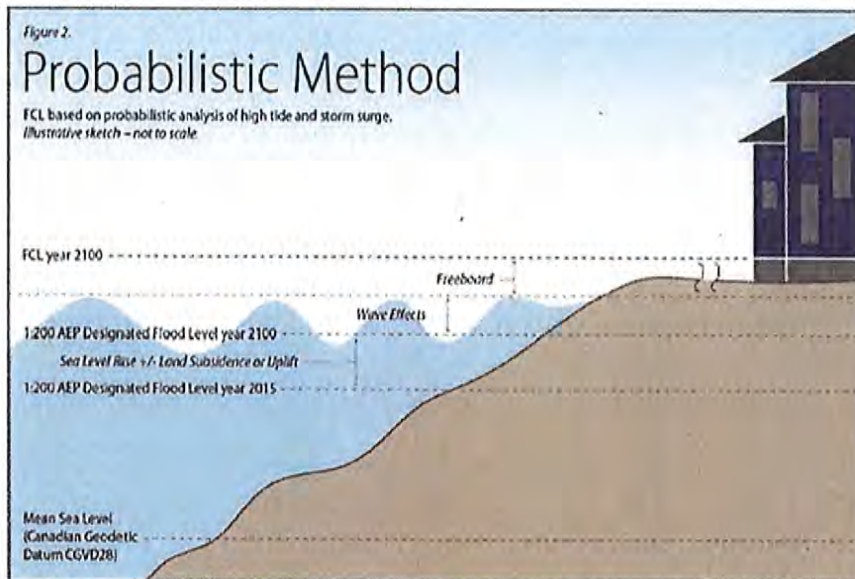 Figure 2.
Probabilistic Method
FCL based on probabilistic analysis of high tide and storm surge.
Illustrative sketch – not to scale
FCL year 2100
Freeboard
Wave Effects
1:200 AEP Designated Flood Level year 2100
Sea Level Rise +/- Land Subsidence or Uplift
1:200 AEP Designated Flood Level year 2015
Mean Sea Level
(Canadian Geodetic
Datum CGVD28)